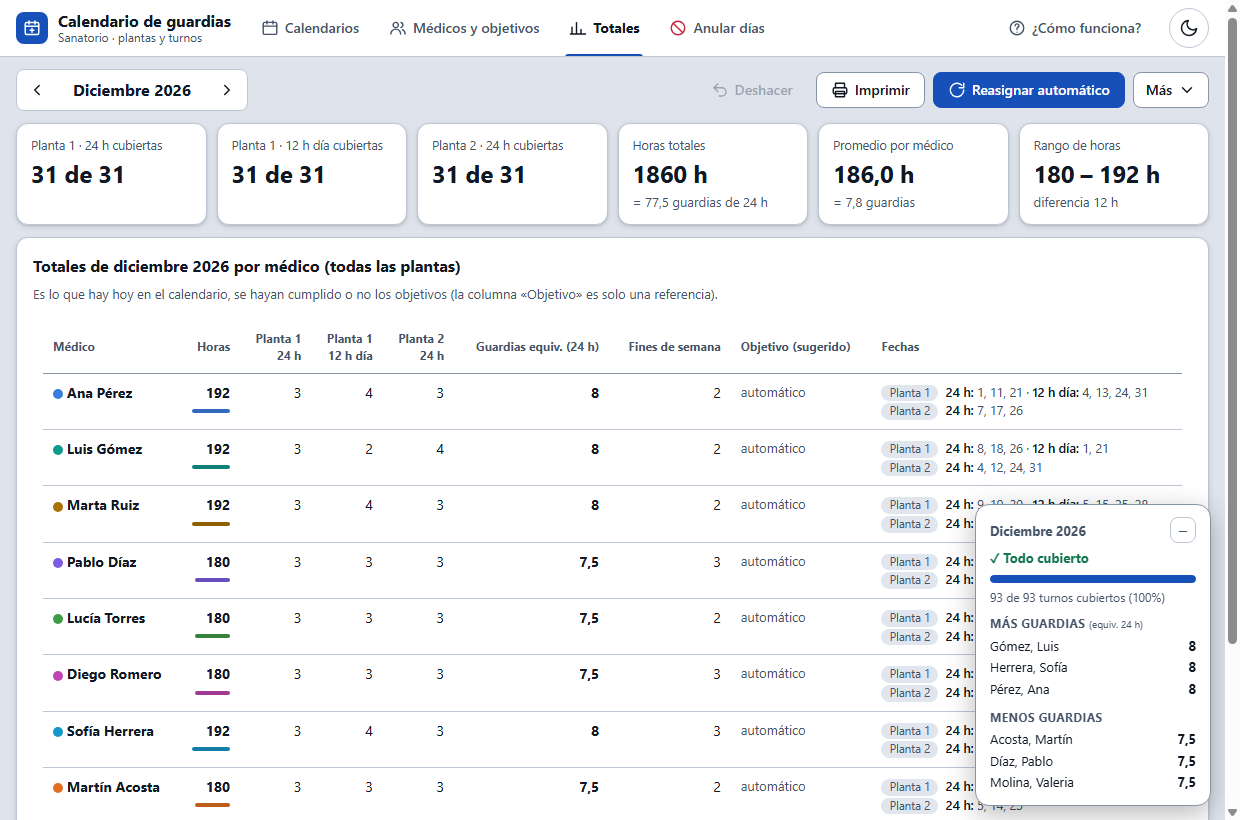 Calendario de guardias
Sanatorio · plantas y turnos
Calendarios
Médicos y objetivos
Totales
Anular días
¿Cómo funciona?
Diciembre 2026
Deshacer
Imprimir
Reasignar automático
Más
Planta 1 · 24 h cubiertas
31 de 31
Planta 1 · 12 h día cubiertas
31 de 31
Planta 2 · 24 h cubiertas
31 de 31
Horas totales
1860 h
= 77,5 guardias de 24 h
Promedio por médico
186,0 h
= 7,8 guardias
Rango de horas
180 – 192 h
diferencia 12 h
Totales de diciembre 2026 por médico (todas las plantas)
Es lo que hay hoy en el calendario, se hayan cumplido o no los objetivos (la columna «Objetivo» es solo una referencia).
Médico Horas Planta 1 24 h Planta 1 12 h día Planta 2 24 h Guardias equiv. (24 h) Fines de semana Objetivo (sugerido) Fechas
Ana Pérez 192 3 4 3 8 2 automático Planta 1 24 h: 1, 11, 21 · 12 h día: 4, 13, 24, 31
Planta 2 24 h: 7, 17, 26
Luis Gómez 192 3 2 4 8 2 automático Planta 1 24 h: 8, 18, 26 · 12 h día: 1, 21
Planta 2 24 h: 4, 12, 24, 31
Marta Ruiz 192 3 4 3 8 2 automático Planta 1 24 h:
Planta 2 24 h:
Pablo Díaz 180 3 3 3 7,5 3 automático Planta 1 24 h:
Planta 2 24 h:
Lucía Torres 180 3 3 3 7,5 2 automático Planta 1 24 h:
Planta 2 24 h:
Diego Romero 180 3 3 3 7,5 3 automático Planta 1 24 h:
Planta 2 24 h:
Sofía Herrera 192 3 4 3 8 3 automático Planta 1 24 h:
Planta 2 24 h:
Martín Acosta 180 3 3 3 7,5 2 automático Planta 1 24 h:
Planta 2 24 h:
Diciembre 2026
–
✓ Todo cubierto
93 de 93 turnos cubiertos (100%)
MÁS GUARDIAS (equiv. 24 h)
Gómez, Luis 8
Herrera, Sofía 8
Pérez, Ana 8
MENOS GUARDIAS
Acosta, Martín 7,5
Díaz, Pablo 7,5
Molina, Valeria 7,5